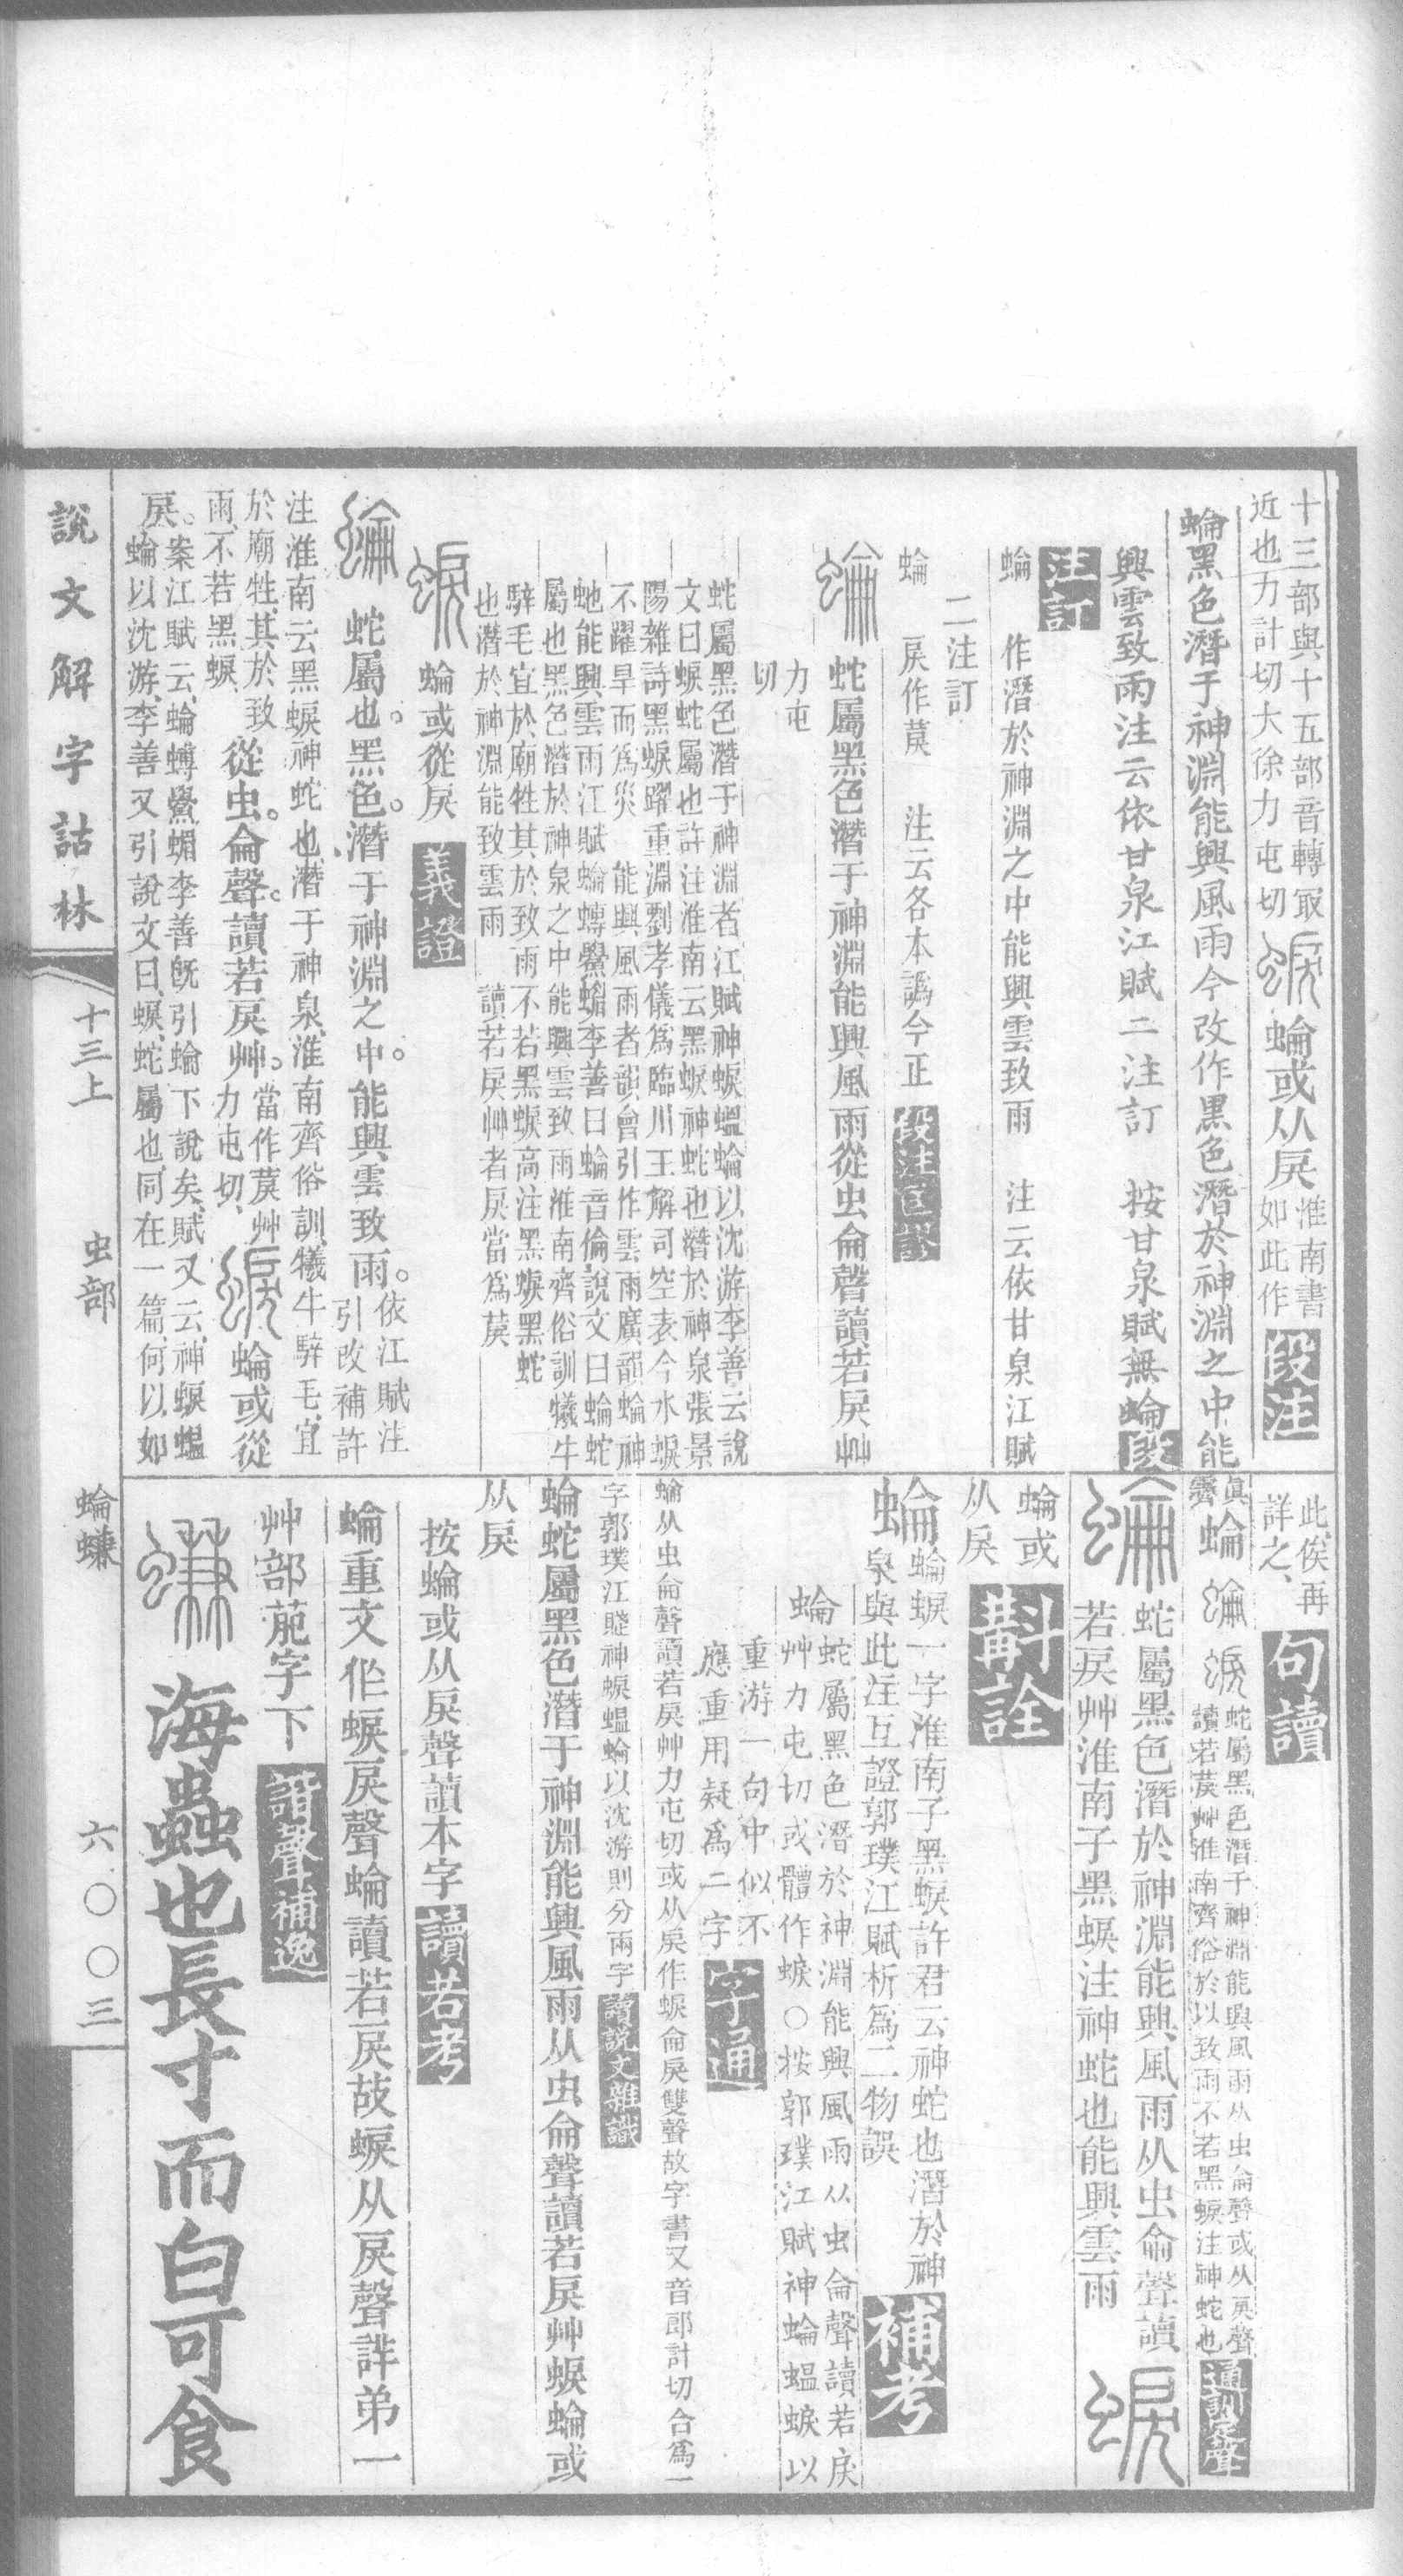 十三部與十五部音轉冣
近也力計切大徐力屯切
蜧 蜦或从戾
淮南書
如此作
段注
蜦黑色潛于神淵能興風雨今改作黑色潛於神淵之中能
興雲致雨注云依甘泉江賦二注訂 按甘泉賦無蜦 段
注訂
蜦 作潛於神淵之中能興雲致雨 注云依甘泉江賦
二注訂
蜦 戾作莀 注云各本譌今正 段注匡謬
蜦 蛇屬黑色潛于神淵能興風雨從虫侖聲讀若戾艸
力屯
切
蛇屬黑色潛于神淵者江賦神蜧蝹蜦以沈游李善云說
文曰蜧蛇屬也許注淮南云黑蜧神蛇也潛於神泉張景
陽雜詩黑蜧躍重淵劉孝儀爲臨川王解司空表今水蜧
不躍旱而爲災 能興風雨者韻會引作雲雨廣韻蜦神
虵能興雲雨江賦蜦蟳鱟蝐李善曰蜦音倫說文曰蜦蛇
屬也黑色潛於神泉之中能興雲致雨淮南齊俗訓犧牛
騂毛宜於廟牲其於致雨不若黑蜧高注黑蜧黑蛇
也潛於神淵能致雲雨 讀若戾艸者戾當爲莀
蜧 蜦或從戾 義證
蜦 蛇屬也。黑色。潛于神淵之中。能興雲致雨。
依江賦注
引改補許
注淮南云黑蜧神蛇也潛于神泉、淮南齊俗訓、犧牛騂毛、宜
於廟牲、其於致
雨、不若黑蜧、
從虫。侖聲。讀若戾艸。
當作莀艸
力屯切、
蜧 蜦或從
戾。
案江賦云、蜦蟳鱟蝐李善旣引蜦下說矣、賦又云、神蜧蝹
蜦以沈游、李善又引說文曰、蜧、蛇屬也、同在一篇、何以如
此、俟再
詳之、
句讀
眞
霽
蜦 蜦 蜧
蛇屬黑色潛于神淵能興風雨从虫侖聲或从戾聲
讀若莀艸淮南齊俗於以致雨不若黑蜧注神蛇也
通訓定聲
蜦 蛇屬黑色潛於神淵能興風雨从虫侖聲讀
若戾艸淮南子黑蜧注神蛇也能興雲雨
蜧
蜦或
从戾
斠詮
蜦
蜦蜧一字淮南子黑蜧許君云神蛇也潛於神
泉與此注互證郭璞江賦析爲二物誤
補考
蜦
蛇屬黑色潛於神淵能興風雨从虫侖聲讀若戾
艸力屯切或體作蜧○按郭璞江賦神蜦蝹蜧以
重游一句中似不
應重用疑爲二字
字通
蜦从虫侖聲讀若戾艸力屯切或从戾作蜧侖戾雙聲故字書又音郎計切合爲一
字郭璞江賤神蜧蝹蜦以沈游則分兩字 讀說文雜識
蜦蛇屬黑色潛于神淵能興風雨从虫侖聲讀若戾艸蜧蜦或
从戾
按蜦或从戾聲讀本字 讀若考
蜦重文作蜧戾聲蜦讀若戾故蜧从戾聲詳弟一
艸部萉字下 諧聲補逸
蠊 海蟲也長寸而白可食
說文解字詁林
十三上
虫部
蜦蠊
六〇〇三